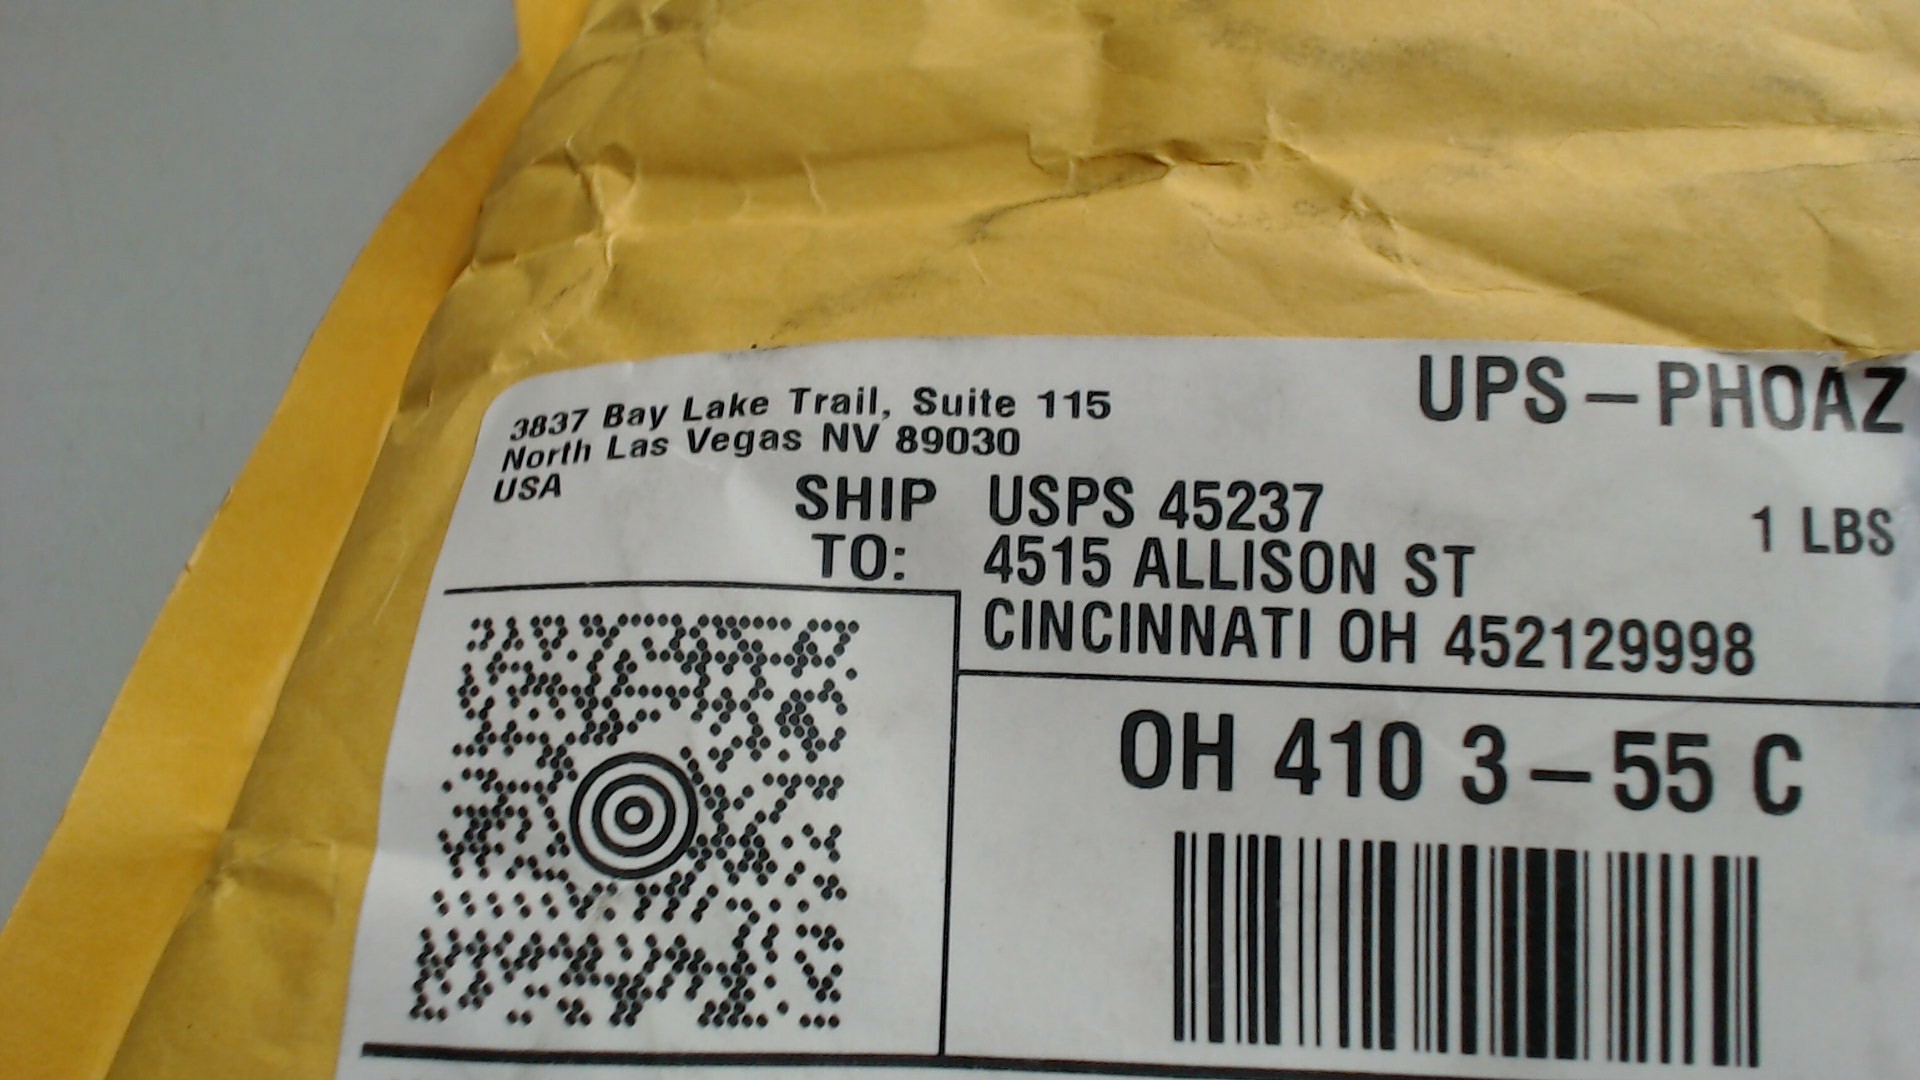 3837 Bay Lake Trail, Suite 115
North Las Vegas NV 89030
USA
UPS - PHOAZ
1 LBS
SHIP TO:
USPS 45237
4515 ALLISON ST
CINCINNATI OH 452129998
OH 410 3-55 C